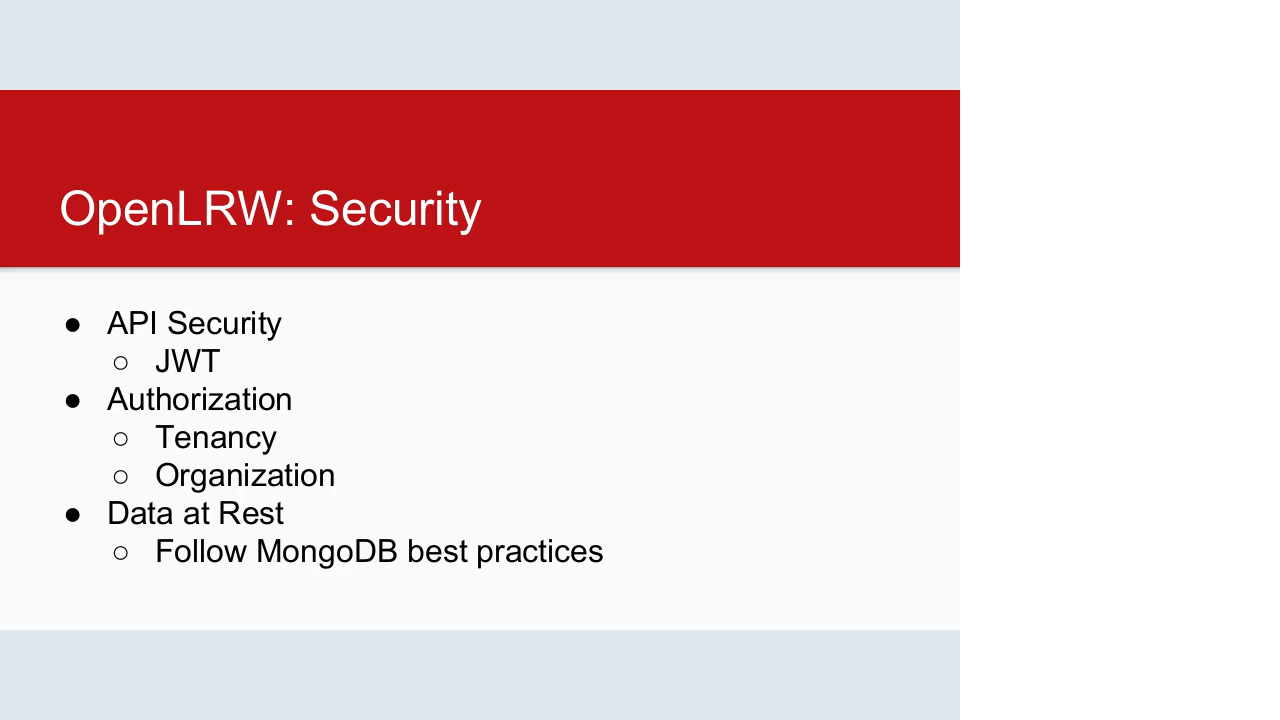 OpenLRW: Security
● API Security
○ JWT
● Authorization
○ Tenancy
○ Organization
● Data at Rest
○ Follow MongoDB best practices